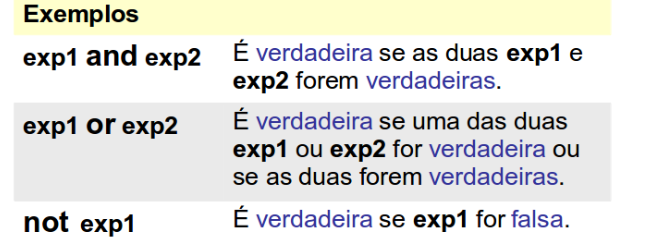 Exemplos
exp1 and exp2
É verdadeira se as duas exp1 e
exp2 forem verdadeiras.
exp1 or exp2
É verdadeira se uma das duas
exp1 ou exp2 for verdadeira ou
se as duas forem verdadeiras.
not exp1
É verdadeira se exp1 for falsa.